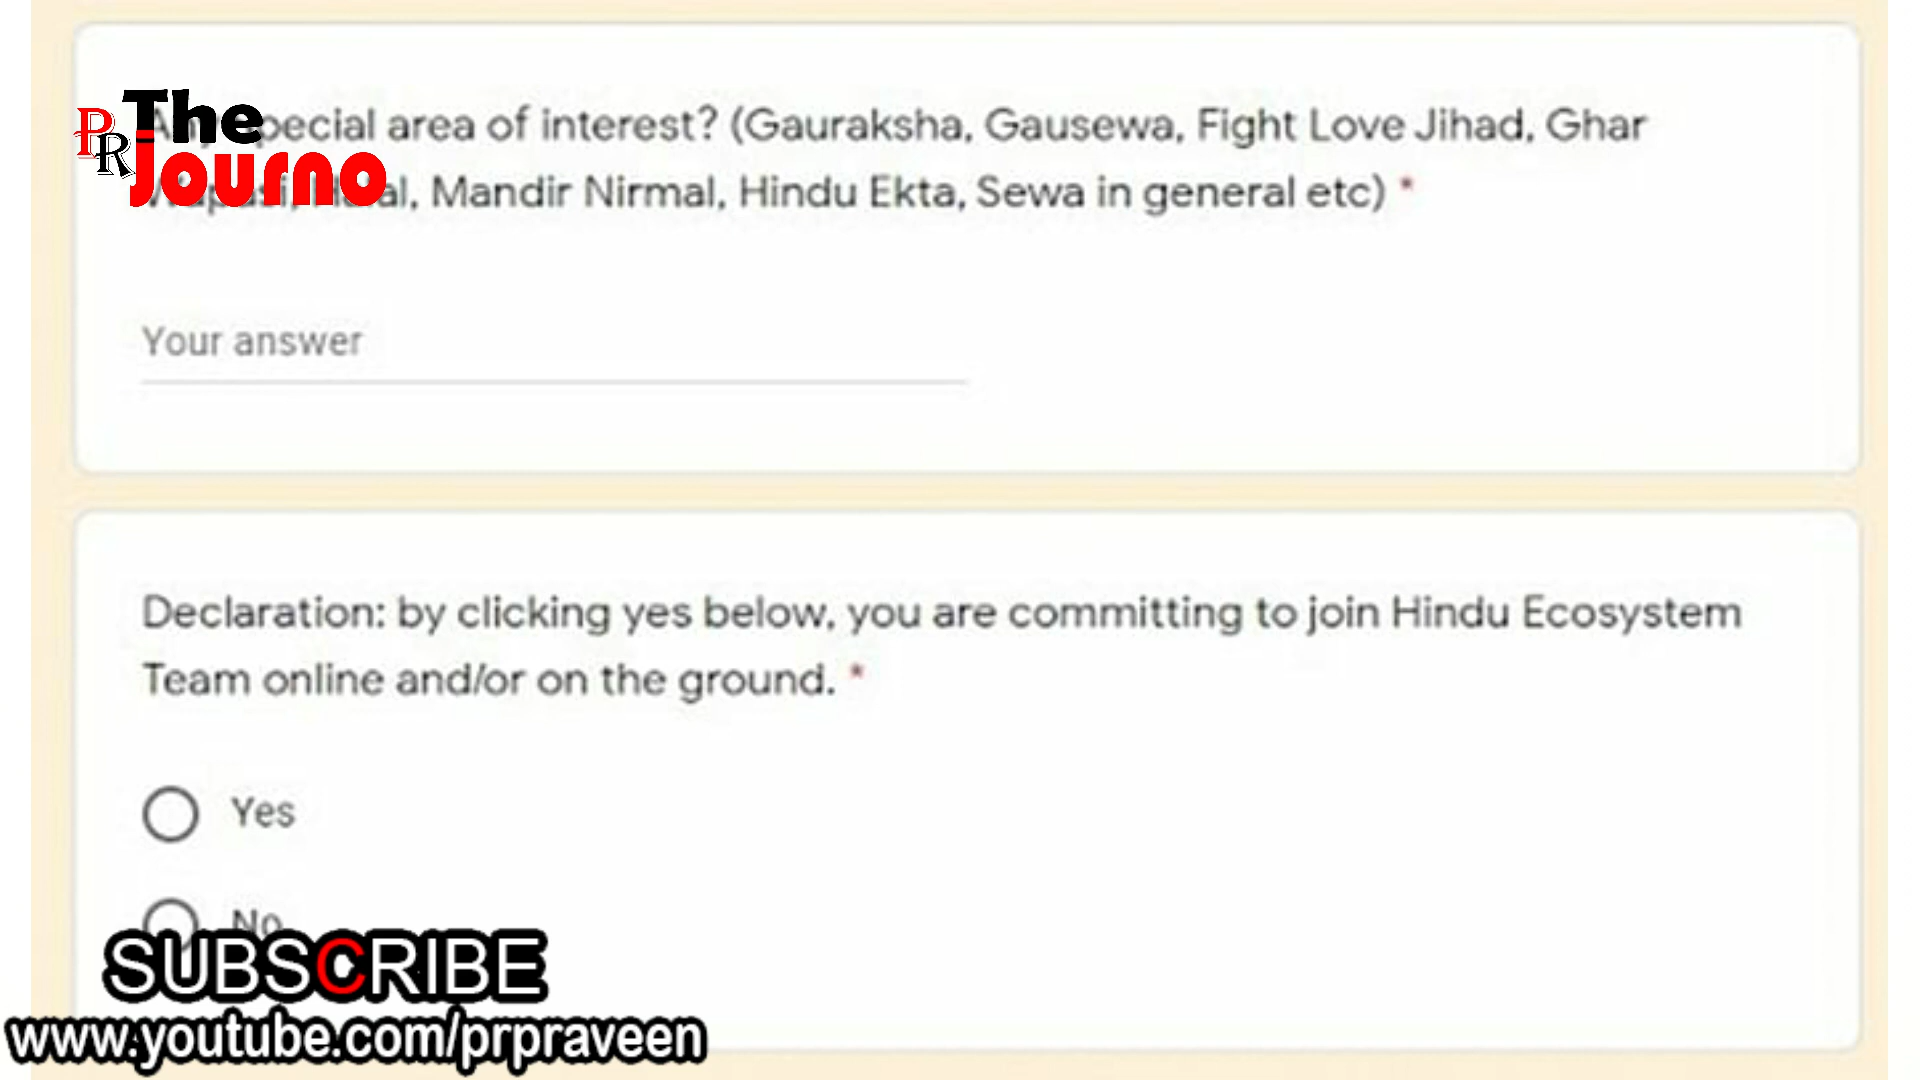 The
PR
Journo
pecial area of interest? (Gauraksha, Gausewa, Fight Love Jihad, Ghar
Mandir Nirmal, Hindu Ekta, Sewa in general etc) *
Your answer
Declaration: by clicking yes below, you are committing to join Hindu Ecosystem
Team online and/or on the ground. *
Yes
No
SUBSCRIBE
www.youtube.com/prpraveen